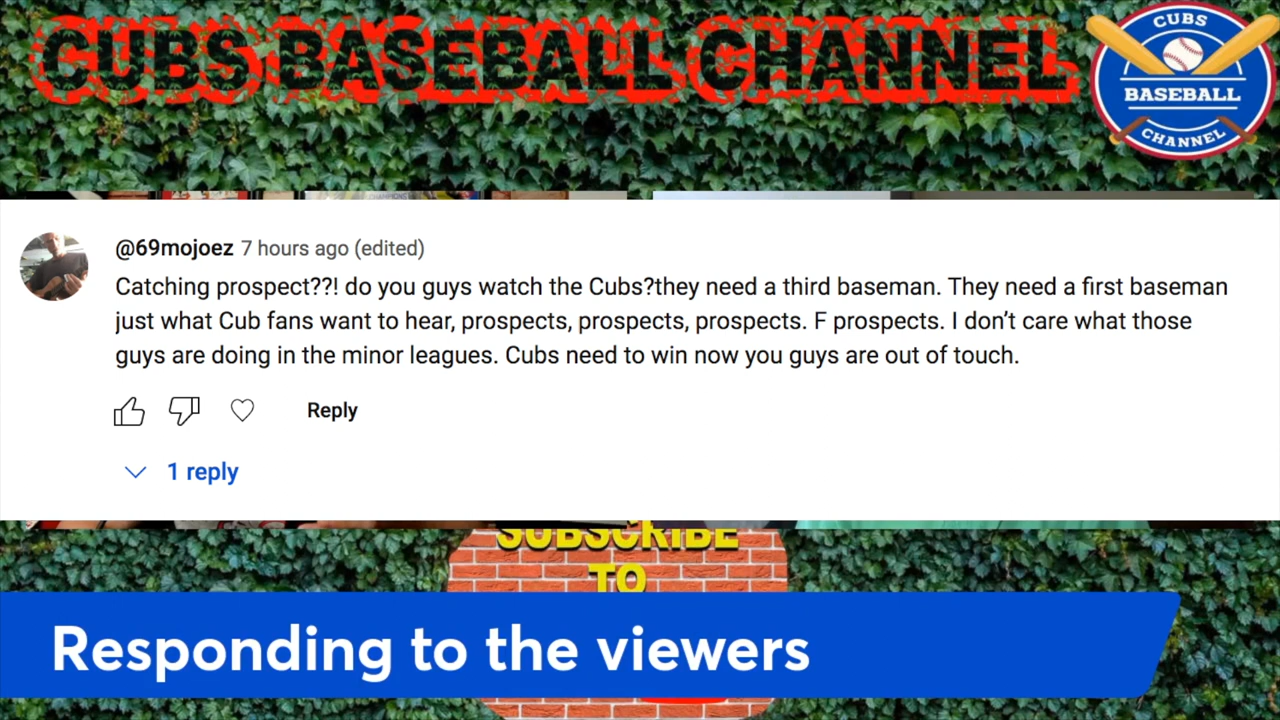 CUBS BASEBALL CHANNEL
CUBS
BASEBALL
CHANNEL
@69mojoez 7 hours ago (edited)
Catching prospect??! do you guys watch the Cubs?they need a third baseman. They need a first baseman
just what Cub fans want to hear, prospects, prospects, prospects. F prospects. I don’t care what those
guys are doing in the minor leagues. Cubs need to win now you guys are out of touch.
Reply
1 reply
SUBSCRIBE
TO
Responding to the viewers